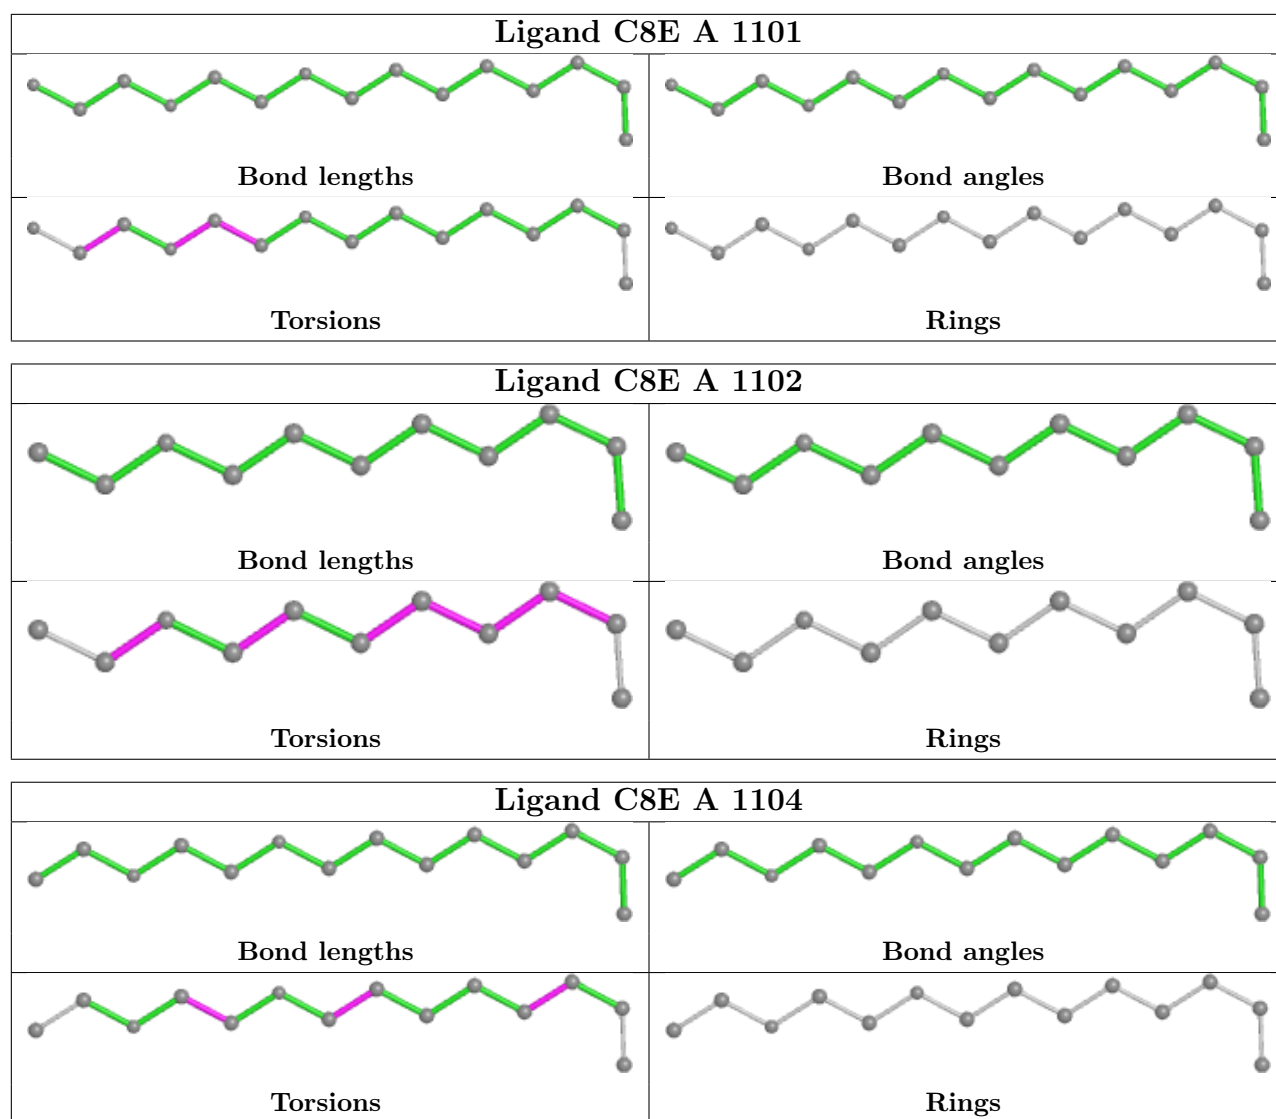 Ligand C8E A 1101
Bond lengths
Bond angles
Torsions
Rings
Ligand C8E A 1102
Bond lengths
Bond angles
Torsions
Rings
Ligand C8E A 1104
Bond lengths
Bond angles
Torsions
Rings